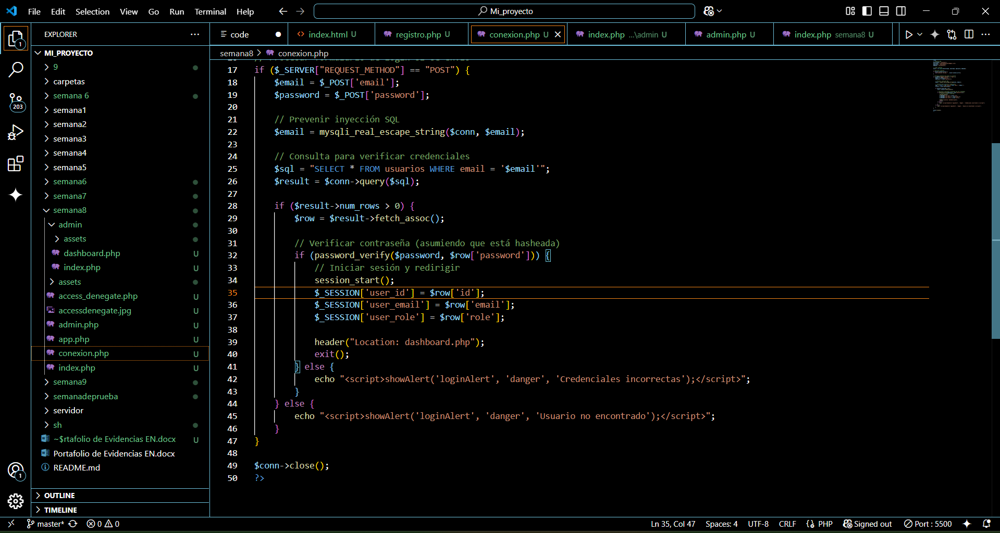 File Edit Selection View Go Run Terminal Help
Mi_proyecto
EXPLORER
1
203
MI_PROYECTO
9
carpetas
semana 6
semana1
semana2
semana3
semana4
semana5
semana6
semana7
semana8
admin
assets
dashboard.php U
index.php U
assets
access_denegate.php U
accessdenegate.jpg U
admin.php U
app.php U
conexion.php U
index.php U
semana9
semanadeprueba
servidor
sh
~$rtafolio de Evidencias EN.docx U
Portafolio de Evidencias EN.docx
README.md
OUTLINE
TIMELINE
1
code index.html U registro.php U conexion.php U index.php ...\admin U admin.php U index.php semana8 U
semana8 > conexion.php
17 if ($_SERVER["REQUEST_METHOD"] == "POST") {
18 $email = $_POST['email'];
19 $password = $_POST['password'];
20
21 // Prevenir inyección SQL
22 $email = mysqli_real_escape_string($conn, $email);
23
24 // Consulta para verificar credenciales
25 $sql = "SELECT * FROM usuarios WHERE email = '$email'";
26 $result = $conn->query($sql);
27
28 if ($result->num_rows > 0) {
29 $row = $result->fetch_assoc();
30
31 // Verificar contraseña (asumiendo que está hasheada)
32 if (password_verify($password, $row['password'])) {
33 // Iniciar sesión y redirigir
34 session_start();
35 $_SESSION['user_id'] = $row['id'];
36 $_SESSION['user_email'] = $row['email'];
37 $_SESSION['user_role'] = $row['role'];
38
39 header("Location: dashboard.php");
40 exit();
41 } else {
42 echo "<script>showAlert('loginAlert', 'danger', 'Credenciales incorrectas');</script>";
43 }
44 } else {
45 echo "<script>showAlert('loginAlert', 'danger', 'Usuario no encontrado');</script>";
46 }
47 }
48
49 $conn->close();
50 ?>
master* 0 0 Ln 35, Col 47 Spaces: 4 UTF-8 CRLF {} PHP Signed out Port : 5500